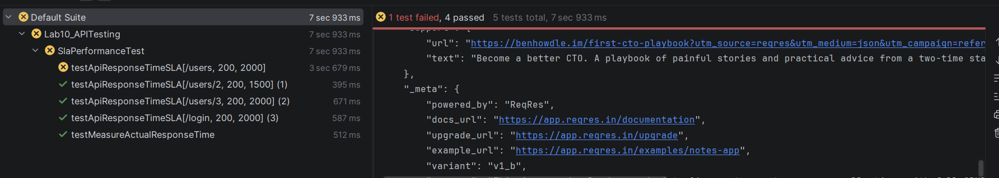 Default Suite 7 sec 933 ms
Lab10_APITesting 7 sec 933 ms
SlaPerformanceTest 7 sec 933 ms
testApiResponseTimeSLA[/users, 200, 2000] 3 sec 679 ms
testApiResponseTimeSLA[/users/2, 200, 1500] (1) 395 ms
testApiResponseTimeSLA[/users/3, 200, 2000] (2) 671 ms
testApiResponseTimeSLA[/login, 200, 2000] (3) 587 ms
testMeasureActualResponseTime 512 ms
1 test failed, 4 passed 5 tests total, 7 sec 933 ms
"url": "https://benhowdle.im/first-cto-playbook?utm_source=reqres&utm_medium=json&utm_campaign=refer
"text": "Become a better CTO. A playbook of painful stories and practical advice from a two-time sta
},
"_meta": {
"powered_by": "ReqRes",
"docs_url": "https://app.reqres.in/documentation",
"upgrade_url": "https://app.reqres.in/upgrade",
"example_url": "https://app.reqres.in/examples/notes-app",
"variant": "v1_b",